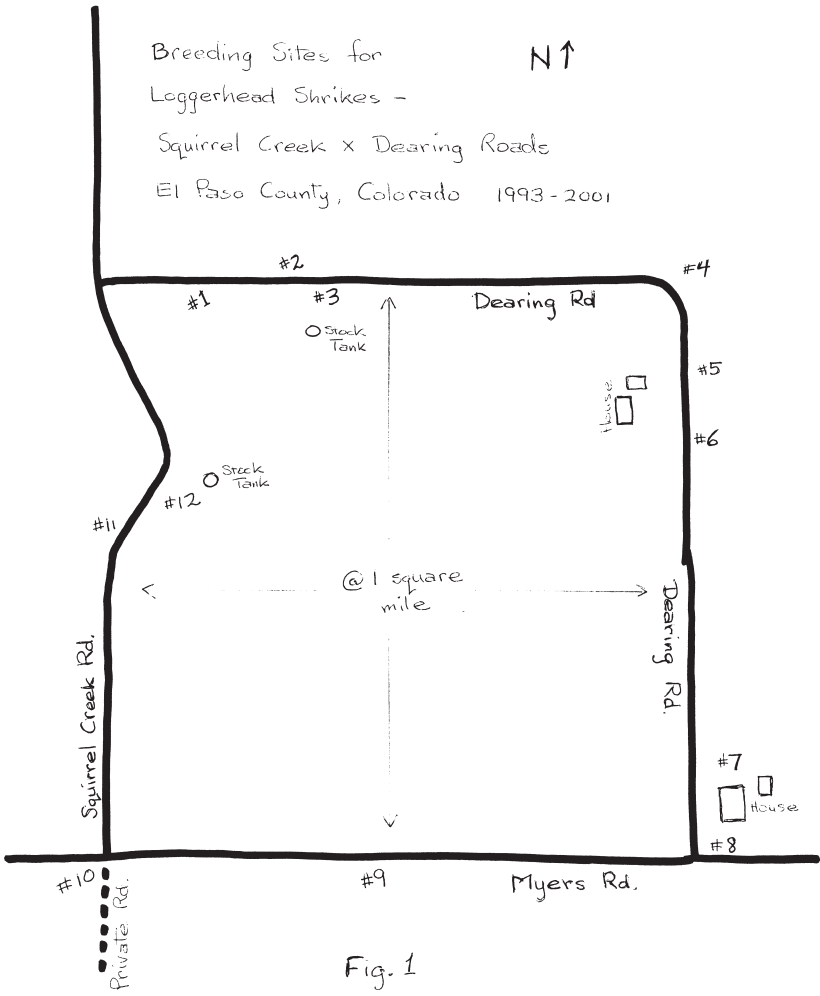 Breeding Sites for
N↑
Loggerhead Shrikes -
Squirrel Creek x Dearing Roads
El Paso County, Colorado 1993-2001
#2
#4
#1
#3
Dearing Rd
Stock
Tank
#5
House
#6
Stock
Tank
#12
#11
@ 1 square
mile
Dearing Rd.
Squirrel Creek Rd.
#7
House
#8
#10
#9
Myers Rd.
Private Rd.
Fig. 1